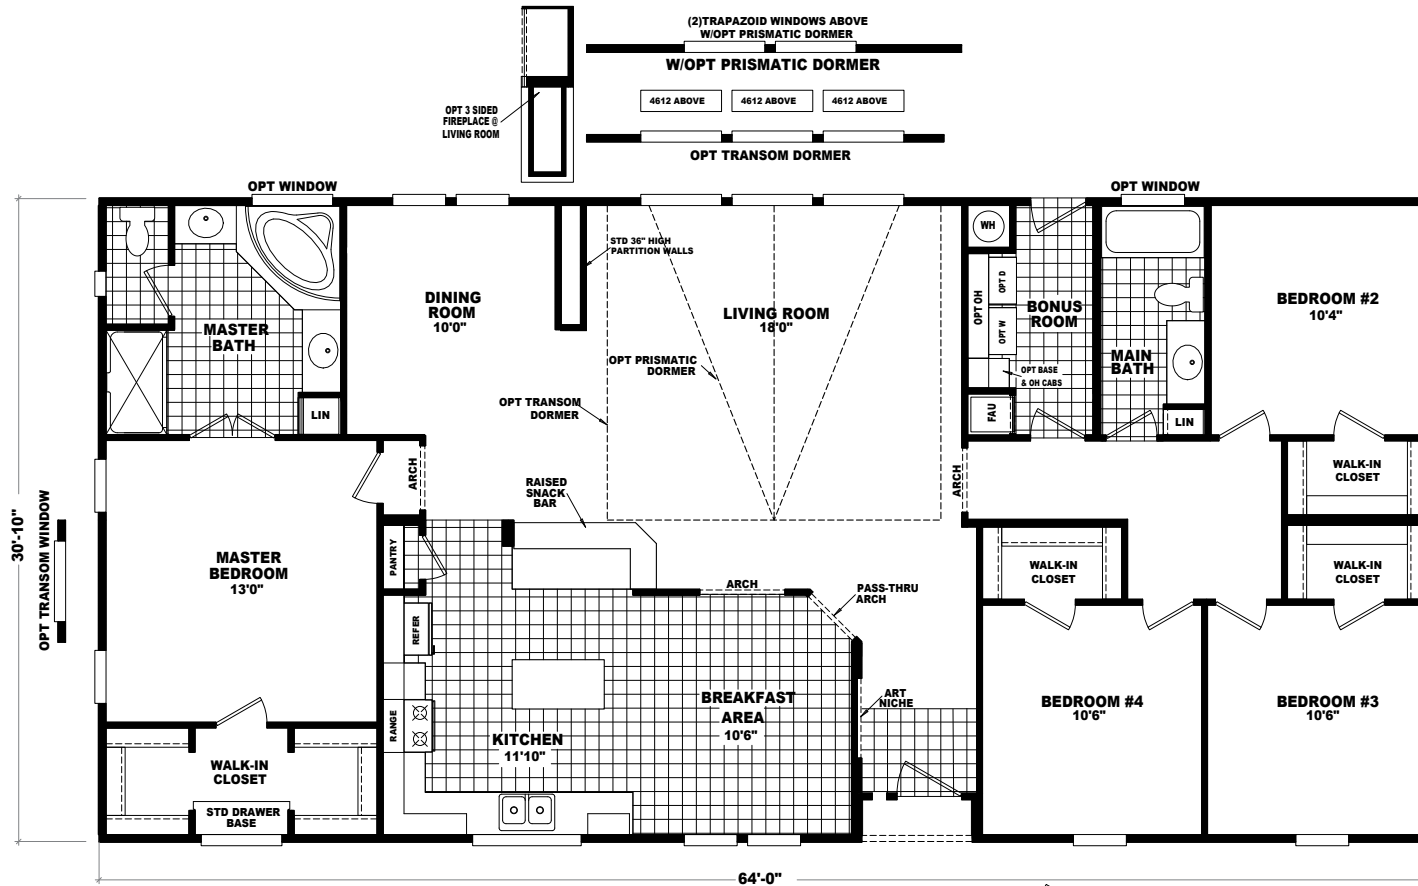 (2)TRAPAZOID WINDOWS ABOVE
W/OPT PRISMATIC DORMER
W/OPT PRISMATIC DORMER
4612 ABOVE
4612 ABOVE
4612 ABOVE
OPT TRANSOM DORMER
OPT 3 SIDED
FIREPLACE @
LIVING ROOM
OPT WINDOW
OPT WINDOW
STD 36" HIGH
PARTITION WALLS
WH
OPT D
OPT OH
OPT W
BONUS
ROOM
OPT BASE
& OH CABS
FAU
DINING
ROOM
10'0"
LIVING ROOM
18'0"
BEDROOM #2
10'4"
MASTER
BATH
MAIN
BATH
OPT PRISMATIC
DORMER
OPT TRANSOM
DORMER
LIN
LIN
ARCH
ARCH
RAISED
SNACK
BAR
WALK-IN
CLOSET
30'-10"
OPT TRANSOM WINDOW
MASTER
BEDROOM
13'0"
PANTRY
WALK-IN
CLOSET
WALK-IN
CLOSET
ARCH
PASS-THRU
ARCH
REFER
RANGE
BREAKFAST
AREA
10'6"
ART
NICHE
BEDROOM #4
10'6"
BEDROOM #3
10'6"
KITCHEN
11'10"
WALK-IN
CLOSET
STD DRAWER
BASE
64'-0"